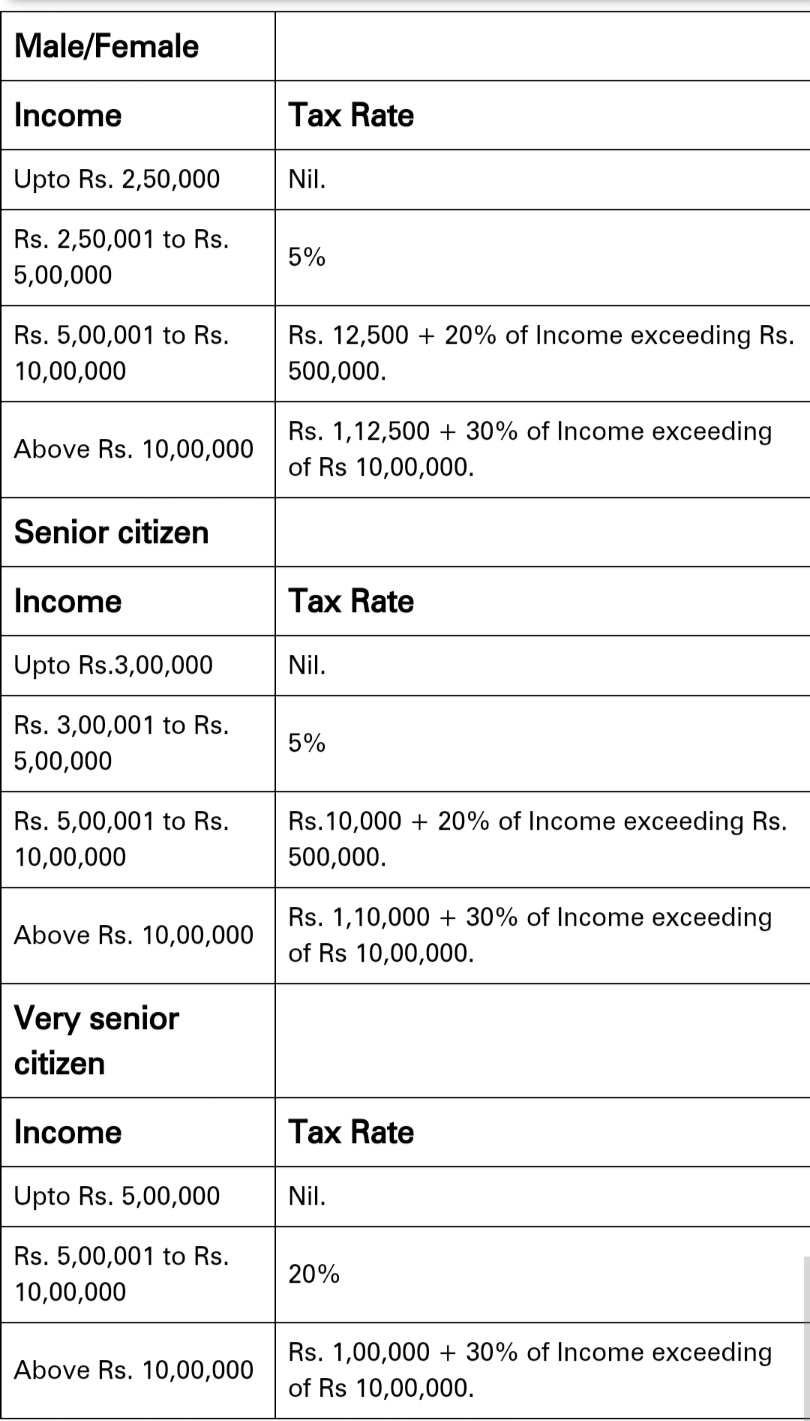 Male/Female
Income
Tax Rate
Upto Rs. 2,50,000
Nil.
Rs. 2,50,001 to Rs.
5,00,000
5%
Rs. 5,00,001 to Rs.
10,00,000
Rs. 12,500 + 20% of Income exceeding Rs.
500,000.
Above Rs. 10,00,000
Rs. 1,12,500 + 30% of Income exceeding
of Rs 10,00,000.
Senior citizen
Income
Tax Rate
Upto Rs.3,00,000
Nil.
Rs. 3,00,001 to Rs.
5,00,000
5%
Rs. 5,00,001 to Rs.
10,00,000
Rs.10,000 + 20% of Income exceeding Rs.
500,000.
Above Rs. 10,00,000
Rs. 1,10,000 + 30% of Income exceeding
of Rs 10,00,000.
Very senior
citizen
Income
Tax Rate
Upto Rs. 5,00,000
Nil.
Rs. 5,00,001 to Rs.
10,00,000
20%
Above Rs. 10,00,000
Rs. 1,00,000 + 30% of Income exceeding
of Rs 10,00,000.